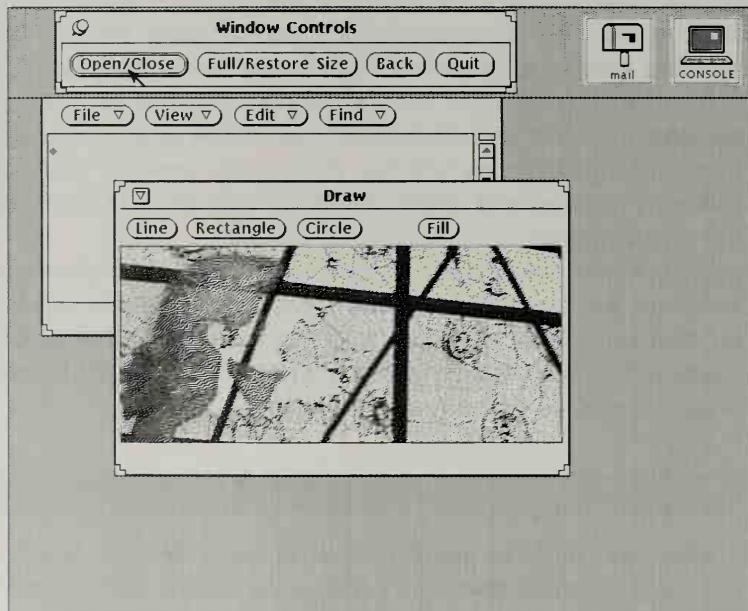 Window Controls
Open/Close Full/Restore Size Back Quit
mail CONSOLE
File View Edit Find
Draw
Line Rectangle Circle Fill